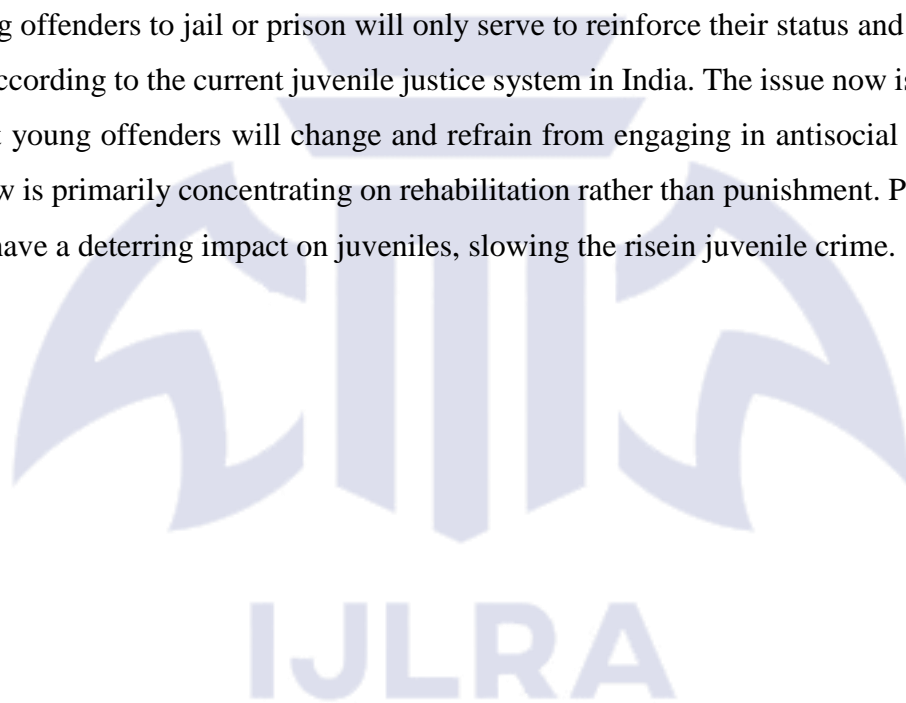 g offenders to jail or prison will only serve to reinforce their status and
ccording to the current juvenile justice system in India. The issue now is
young offenders will change and refrain from engaging in antisocial
w is primarily concentrating on rehabilitation rather than punishment. P
have a deterring impact on juveniles, slowing the risein juvenile crime.
IJLRA